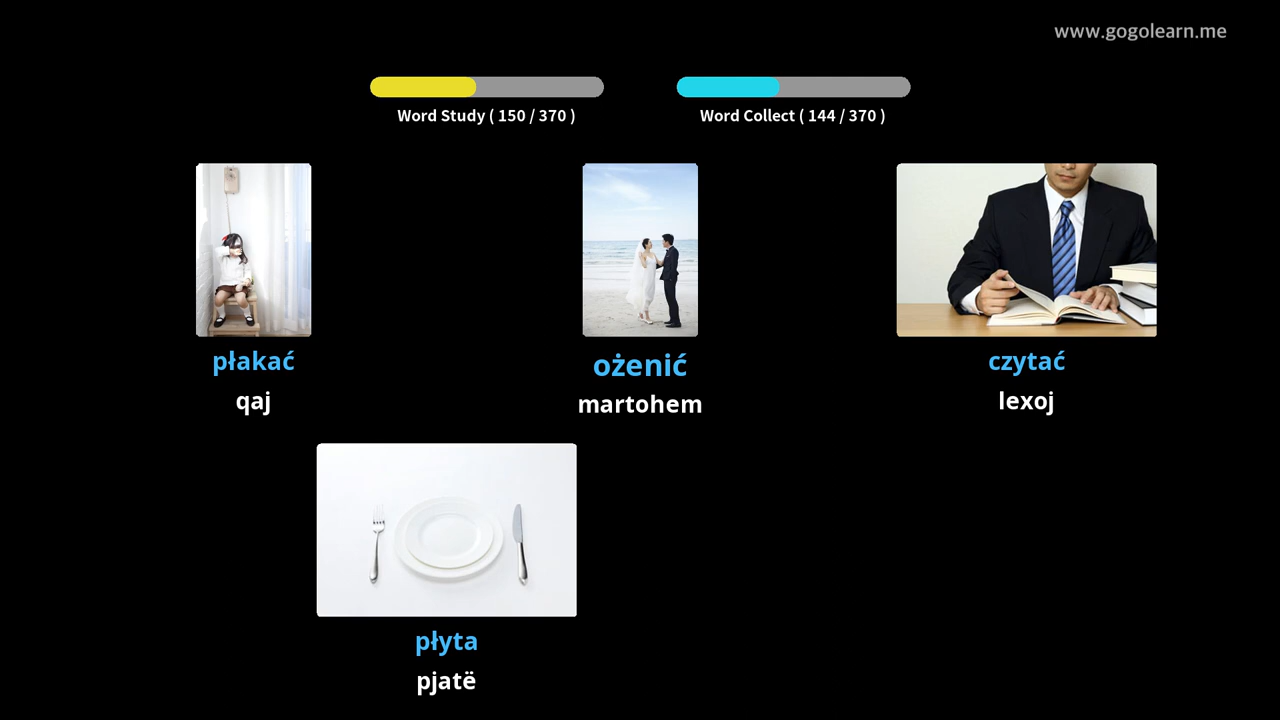 www.gogolearn.me
Word Study ( 150 / 370 )
Word Collect ( 144 / 370 )
płakać
qaj
ożenić
martohem
czytać
lexoj
płyta
pjatë